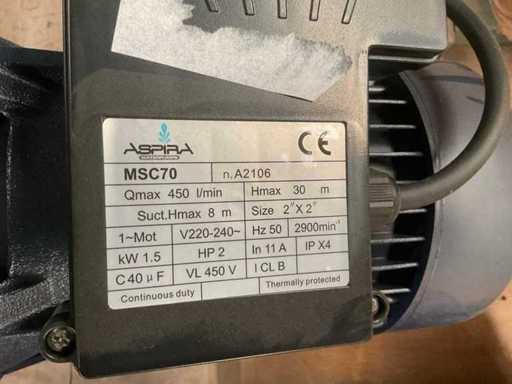 ASPIRA
CE
MSC70 n.A2106
Qmax 450 l/min Hmax 30 m
Suct.Hmax 8 m Size 2"X2"
1~Mot V220-240~ Hz 50 2900min⁻¹
kW 1.5 HP 2 In 11 A IP X4
C 40 µF VL 450 V I CL B
Continuous duty Thermally protected